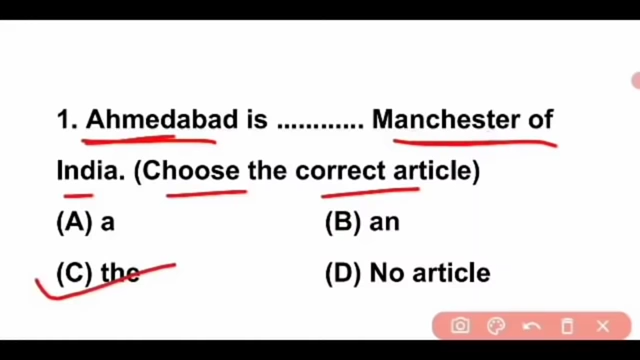 1. Ahmedabad is ............ Manchester of
India. (Choose the correct article)
(A) a (B) an
(C) the (D) No article